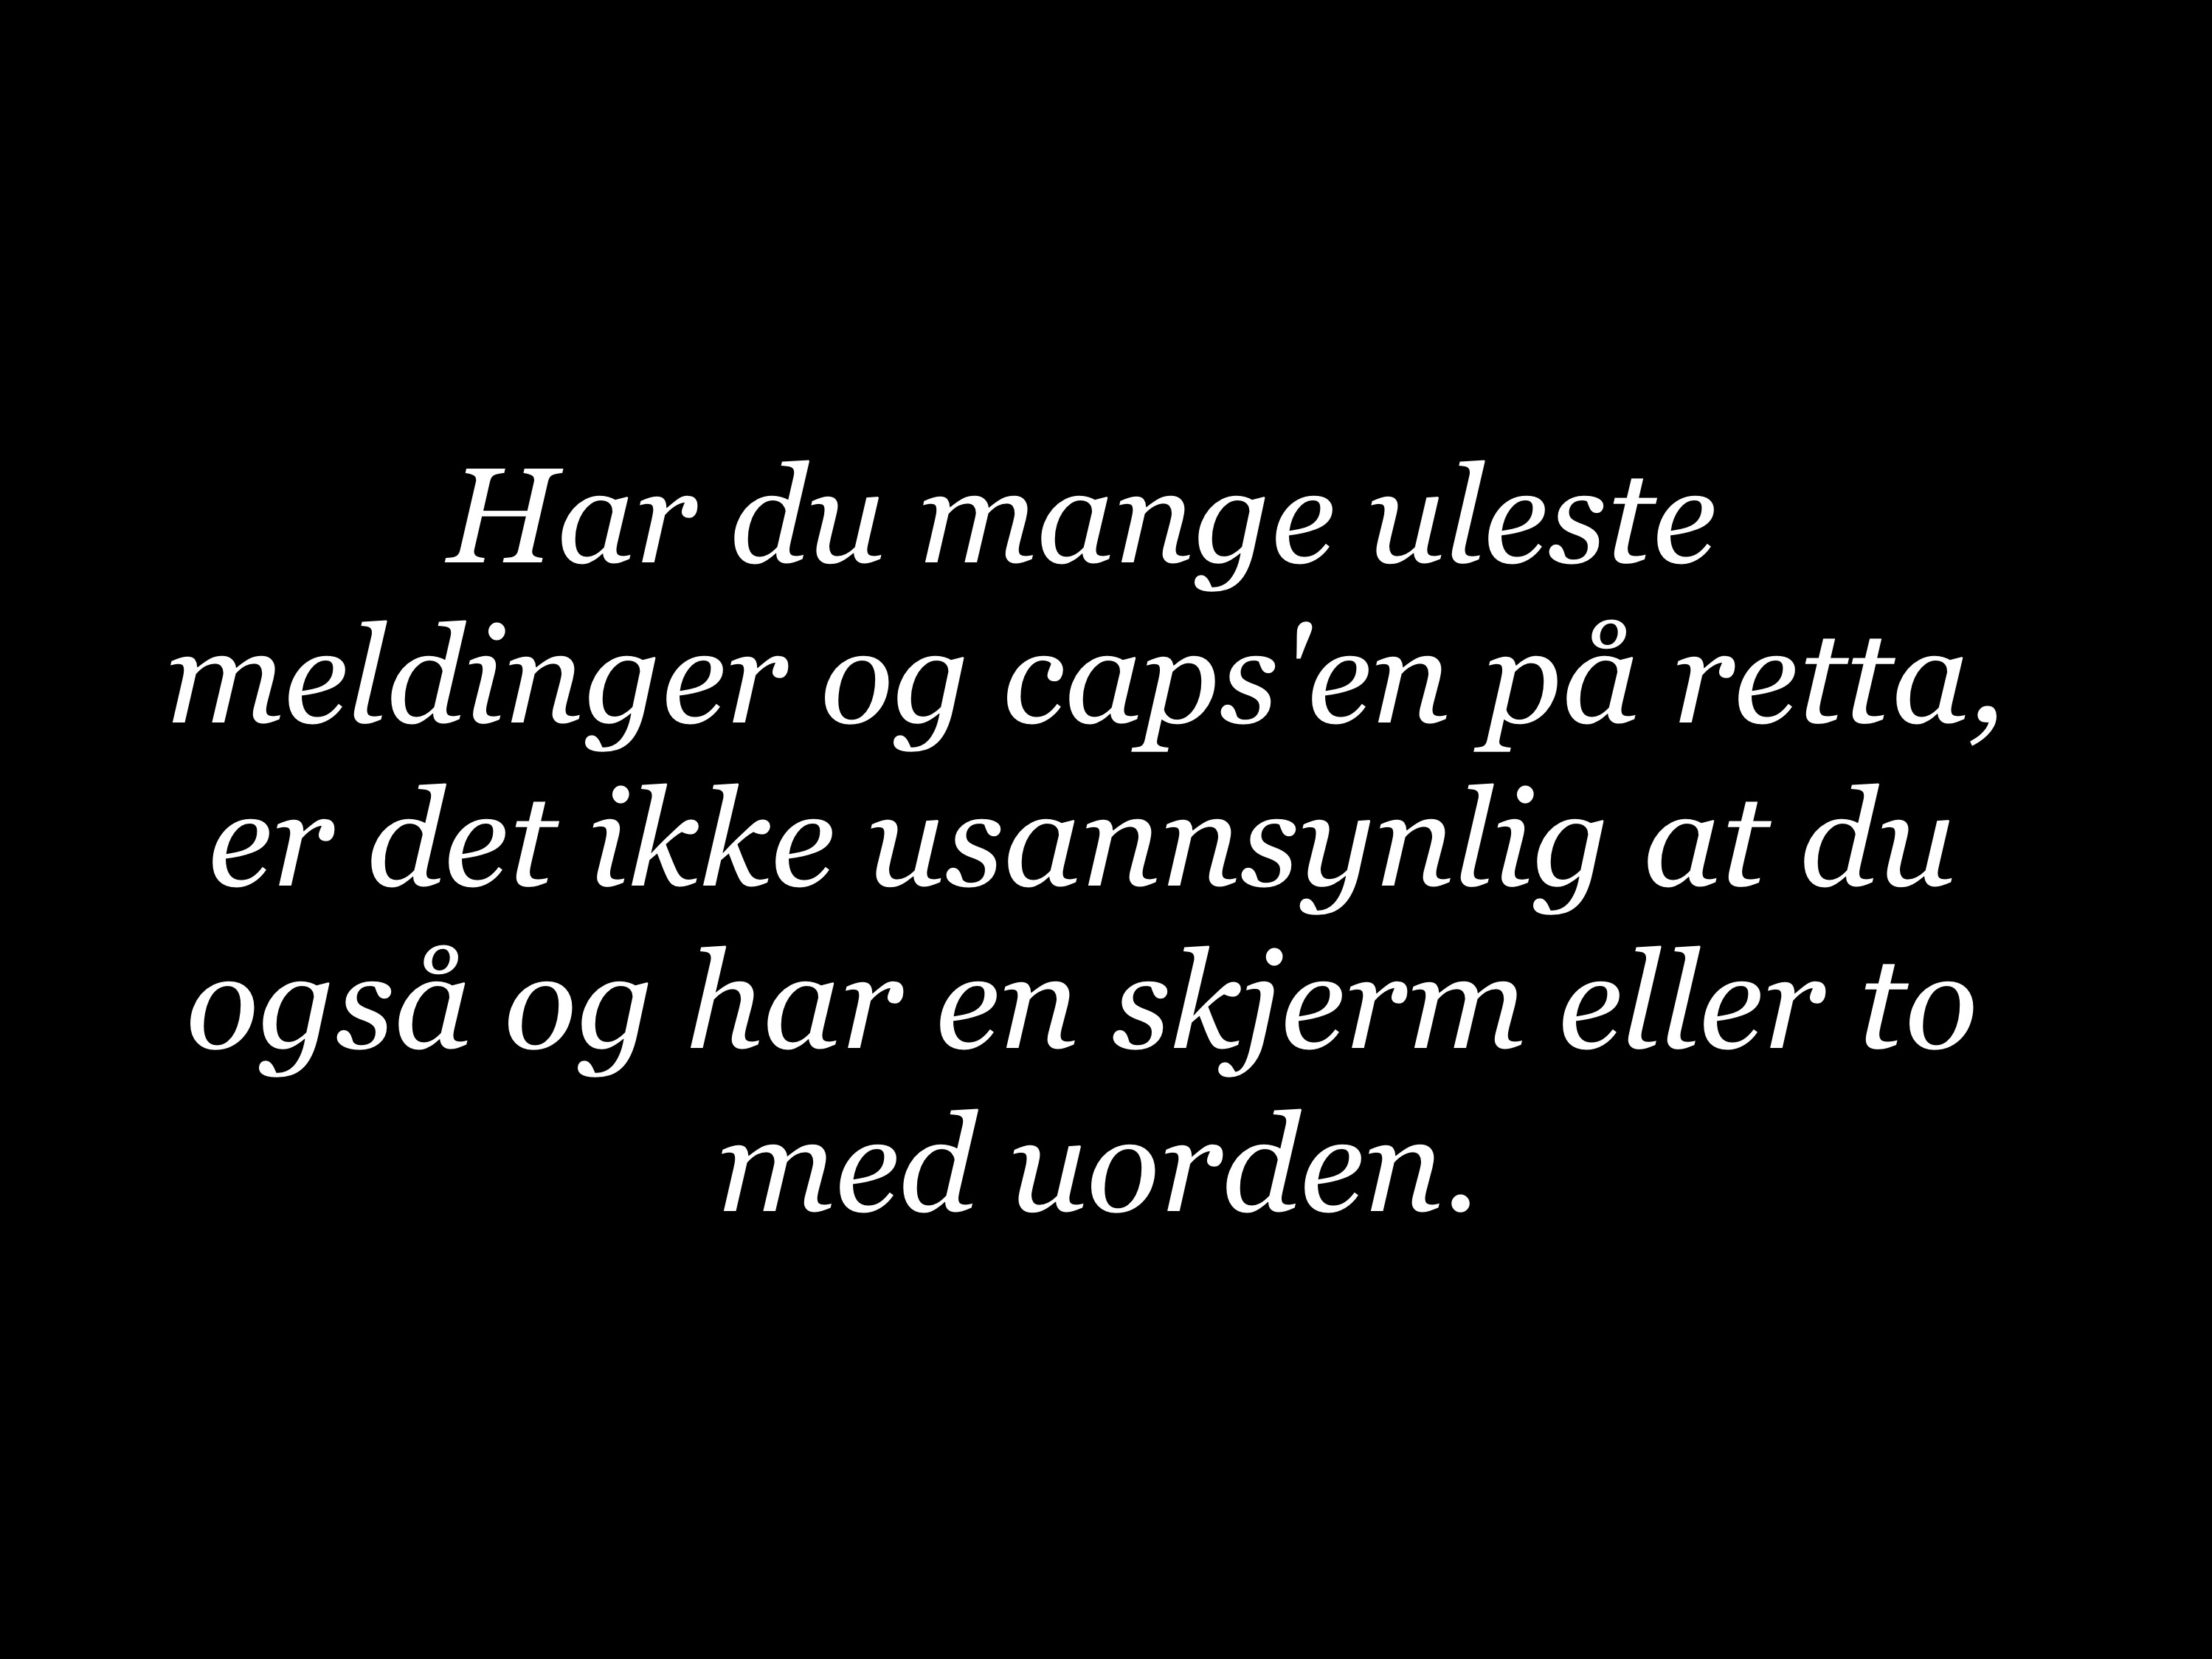 Har du mange uleste
meldinger og caps'en på retta,
er det ikke usannsynlig at du
også og har en skjerm eller to
med uorden.